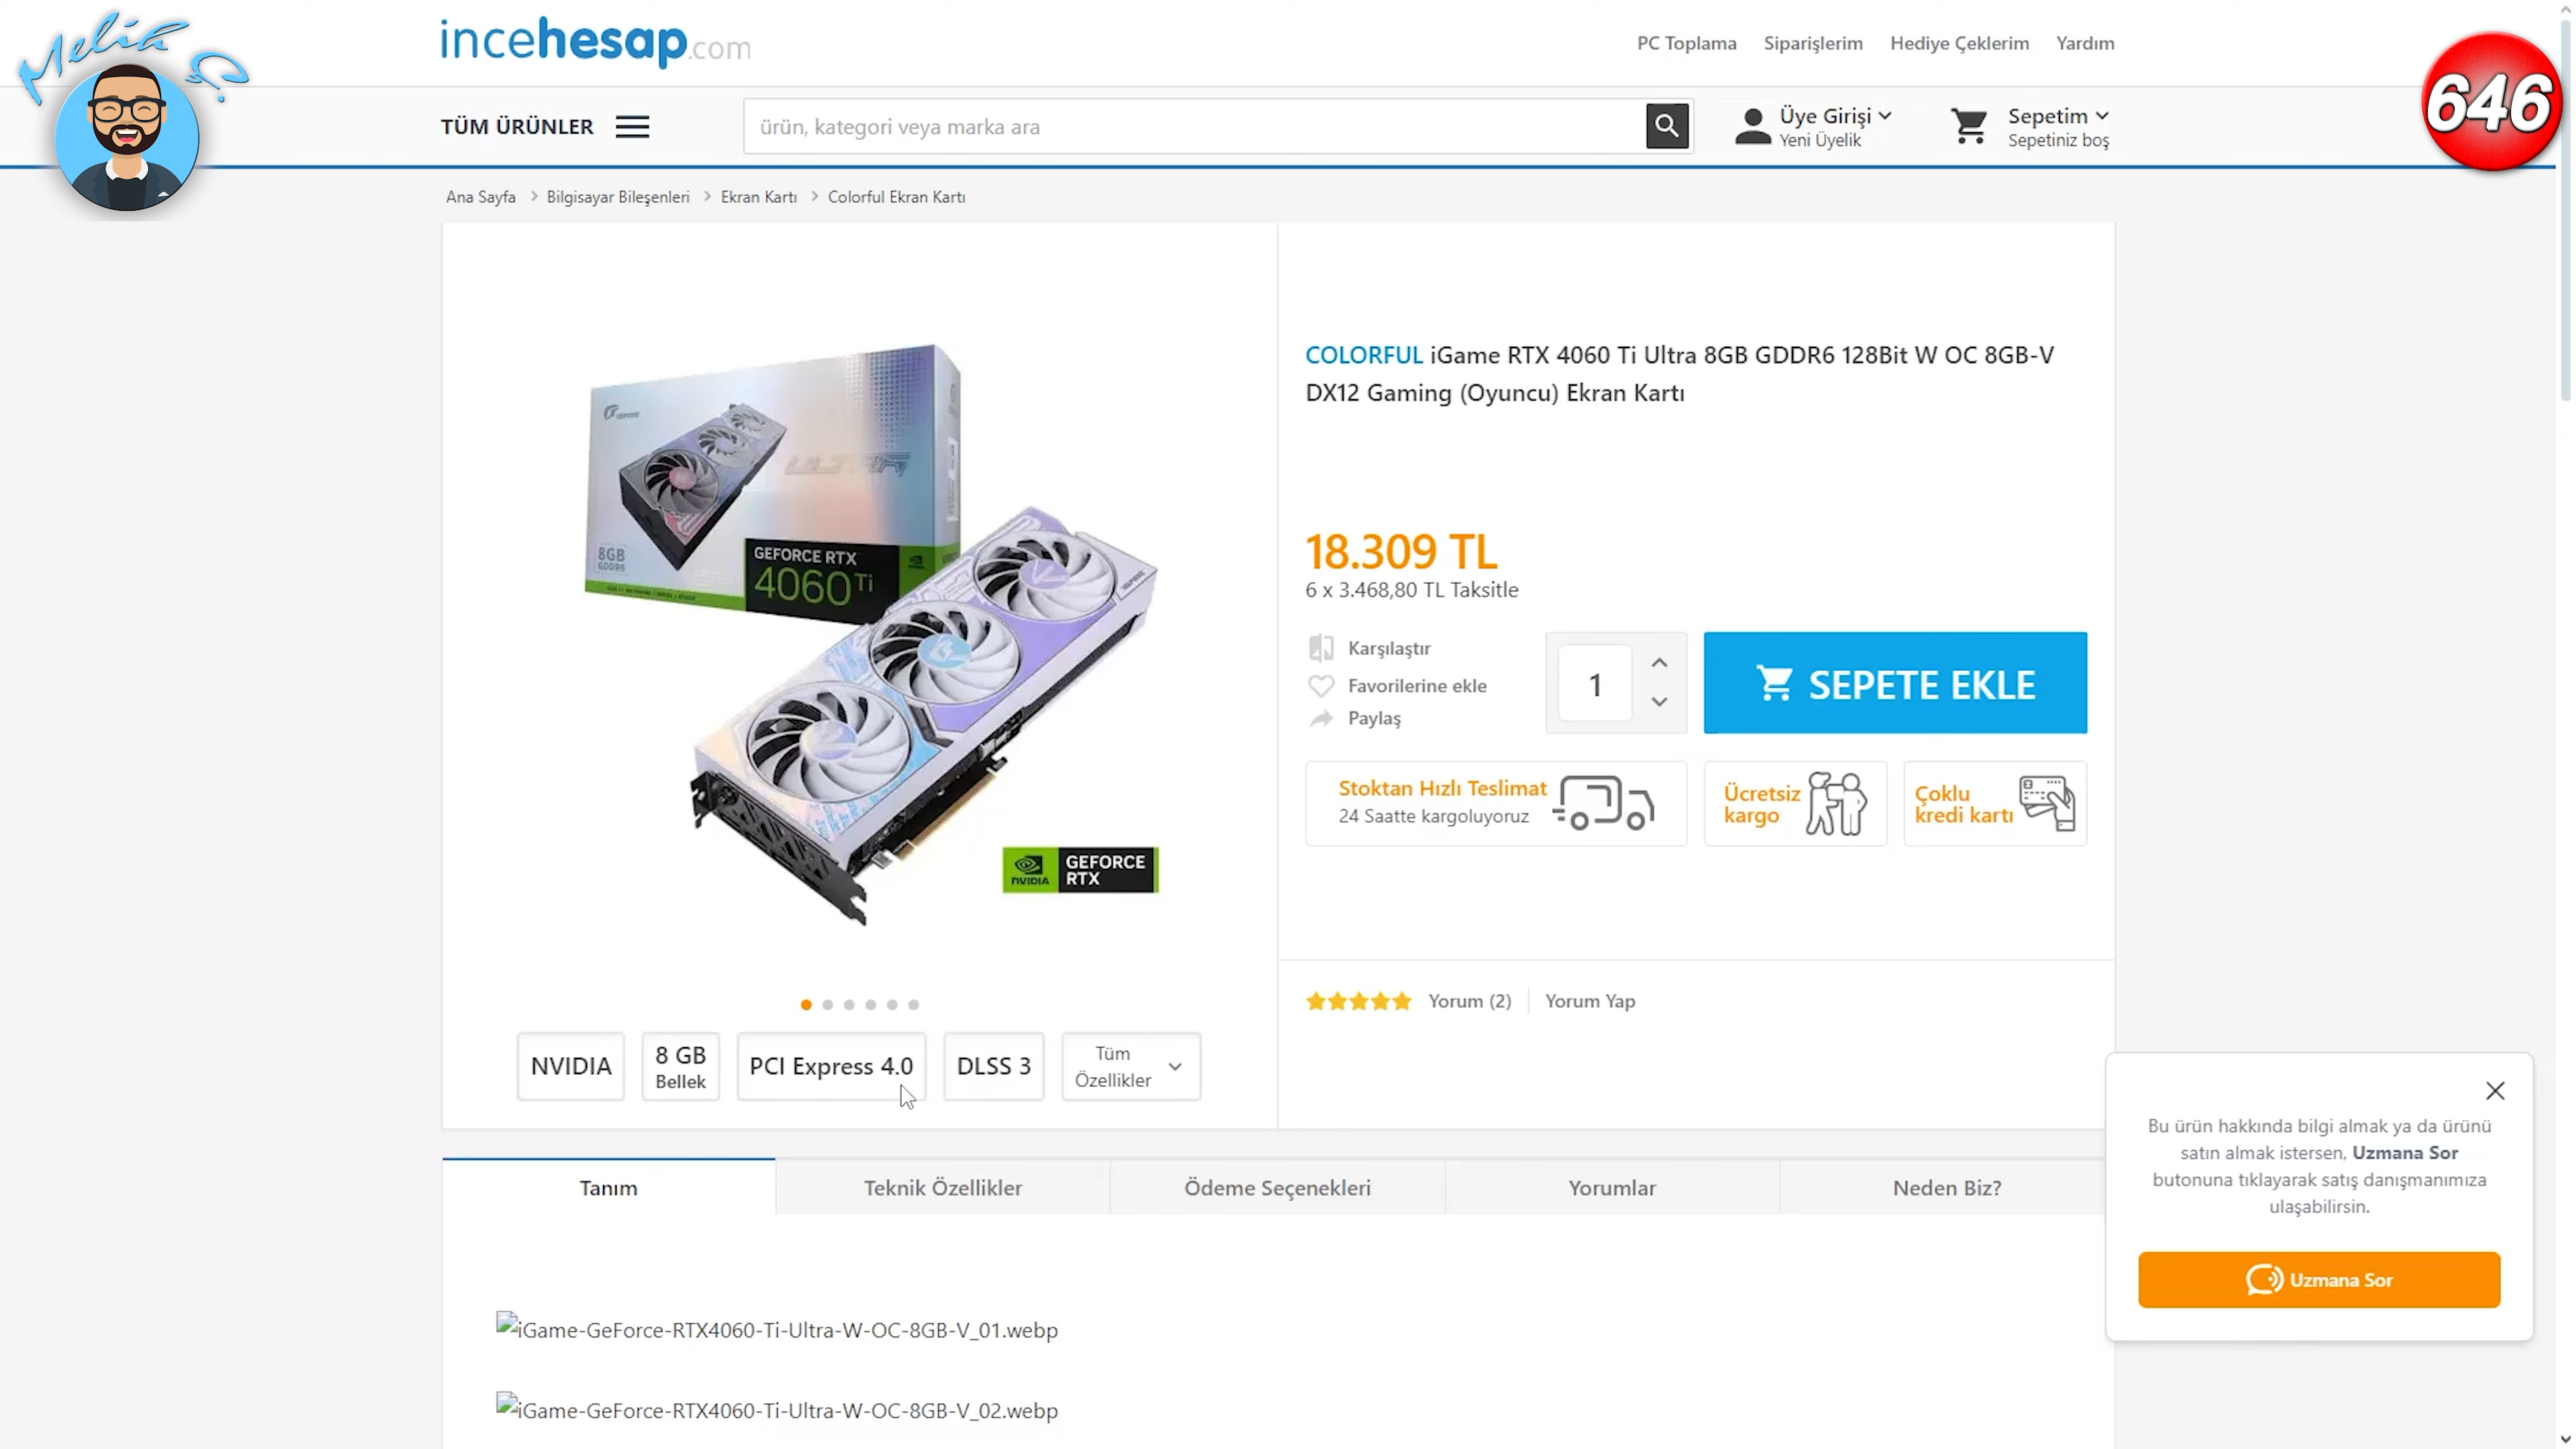 Melih
646
incehesap.com
PC Toplama Siparişlerim Hediye Çeklerim Yardım
TÜM ÜRÜNLER
ürün, kategori veya marka ara
Üye Girişi
Yeni Üyelik
Sepetim
Sepetiniz boş
Ana Sayfa > Bilgisayar Bileşenleri > Ekran Kartı > Colorful Ekran Kartı
COLORFUL iGame RTX 4060 Ti Ultra 8GB GDDR6 128Bit W OC 8GB-V
DX12 Gaming (Oyuncu) Ekran Kartı
ULTRA
8GB
GDDR6
GEFORCE RTX
4060 Ti
NVIDIA
GEFORCE
RTX
18.309 TL
6 x 3.468,80 TL Taksitle
Karşılaştır
Favorilerine ekle
Paylaş
1
SEPETE EKLE
Stoktan Hızlı Teslimat
24 Saatte kargoluyoruz
Ücretsiz
kargo
Çoklu
kredi kartı
Yorum (2)
Yorum Yap
NVIDIA
8 GB
Bellek
PCI Express 4.0
DLSS 3
Tüm
Özellikler
Tanım
Teknik Özellikler
Ödeme Seçenekleri
Yorumlar
Neden Biz?
Bu ürün hakkında bilgi almak ya da ürünü
satın almak istersen, Uzmana Sor
butonuna tıklayarak satış danışmanımıza
ulaşabilirsin.
Uzmana Sor
iGame-GeForce-RTX4060-Ti-Ultra-W-OC-8GB-V_01.webp
iGame-GeForce-RTX4060-Ti-Ultra-W-OC-8GB-V_02.webp